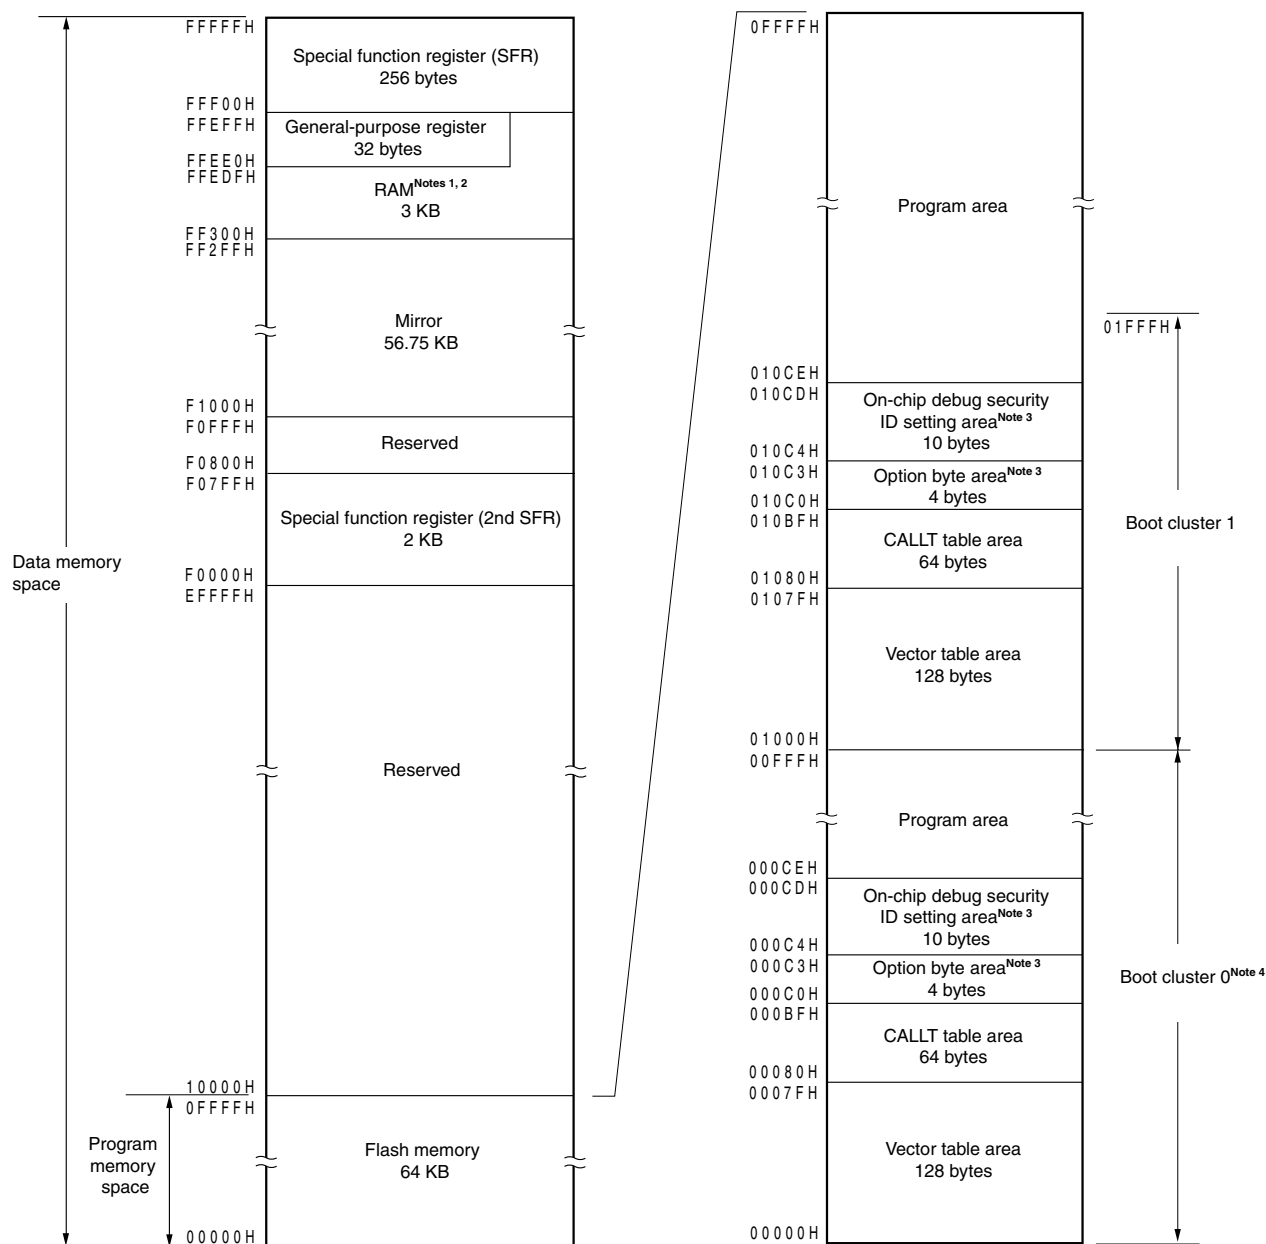 FFFFFH
Special function register (SFR)
256 bytes
FFF00H
FFEFFH
General-purpose register
32 bytes
FFEE0H
FFEDFH
RAMNotes 1, 2
3 KB
FF300H
FF2FFH
Mirror
56.75 KB
F1000H
F0FFFH
Reserved
F0800H
F07FFH
Special function register (2nd SFR)
2 KB
Data memory
space
F0000H
EFFFFH
Reserved
10000H
0FFFFH
Program
memory
space
Flash memory
64 KB
00000H
0FFFFH
Program area
01FFFH
010CEH
010CDH
On-chip debug security
ID setting areaNote 3
10 bytes
010C4H
010C3H
Option byte areaNote 3
4 bytes
010C0H
010BFH
Boot cluster 1
CALLT table area
64 bytes
01080H
0107FH
Vector table area
128 bytes
01000H
00FFFH
Program area
000CEH
000CDH
On-chip debug security
ID setting areaNote 3
10 bytes
000C4H
000C3H
Option byte areaNote 3
4 bytes
Boot cluster 0Note 4
000C0H
000BFH
CALLT table area
64 bytes
00080H
0007FH
Vector table area
128 bytes
00000H